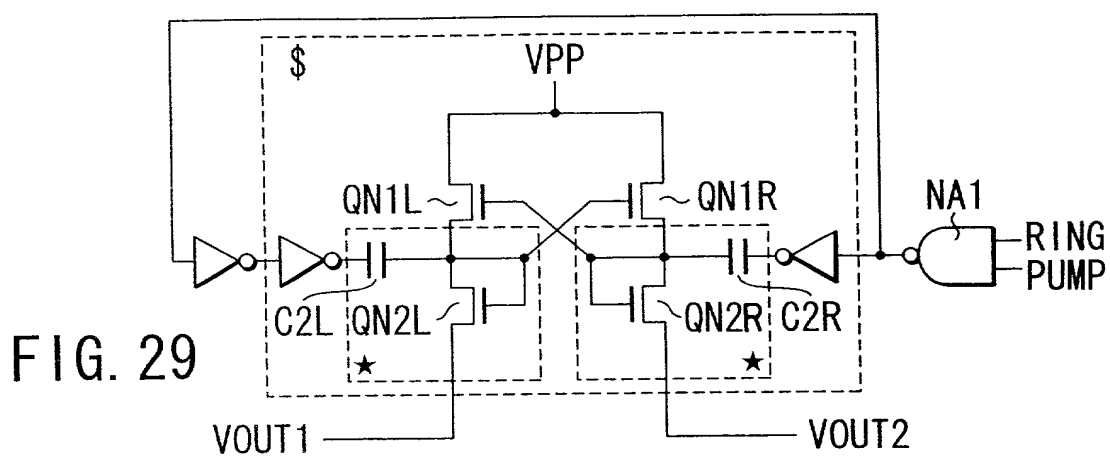 $
VPP
QN1L
QN1R
NA1
RING
PUMP
C2L
QN2L
QN2R
C2R
★
★
FIG. 29
VOUT1
VOUT2